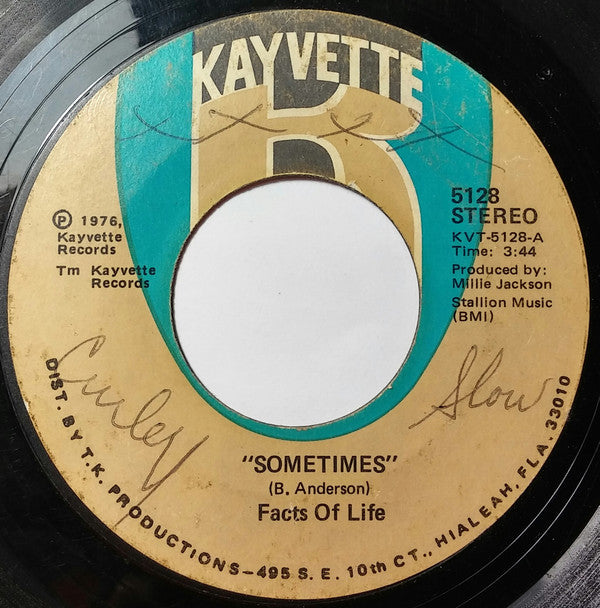 KAYVETTE
x x x x
5128
STEREO
KVT-5128-A
Time: 3:44
Produced by:
Millie Jackson
Stallion Music
(BMI)
Ⓟ 1976,
Kayvette
Records
Tm Kayvette
Records
Curley
Slow
"SOMETIMES"
(B. Anderson)
Facts Of Life
DIST. BY T.K. PRODUCTIONS-495 S.E. 10th CT., HIALEAH, FLA. 33010